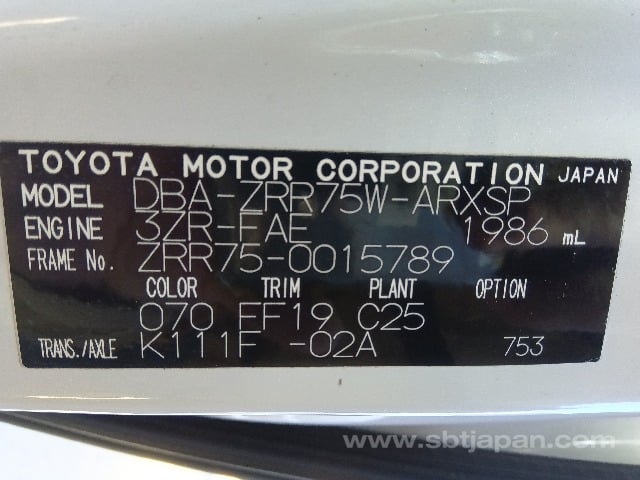 TOYOTA MOTOR CORPORATION JAPAN
MODEL DBA-ZRR75W-ARXSP
ENGINE 3ZR-FAE 1986 mL
FRAME No. ZRR75-0015789
COLOR TRIM PLANT OPTION
070 FF19 C25
TRANS./AXLE K111F -02A 753
www.sbtjapan.com